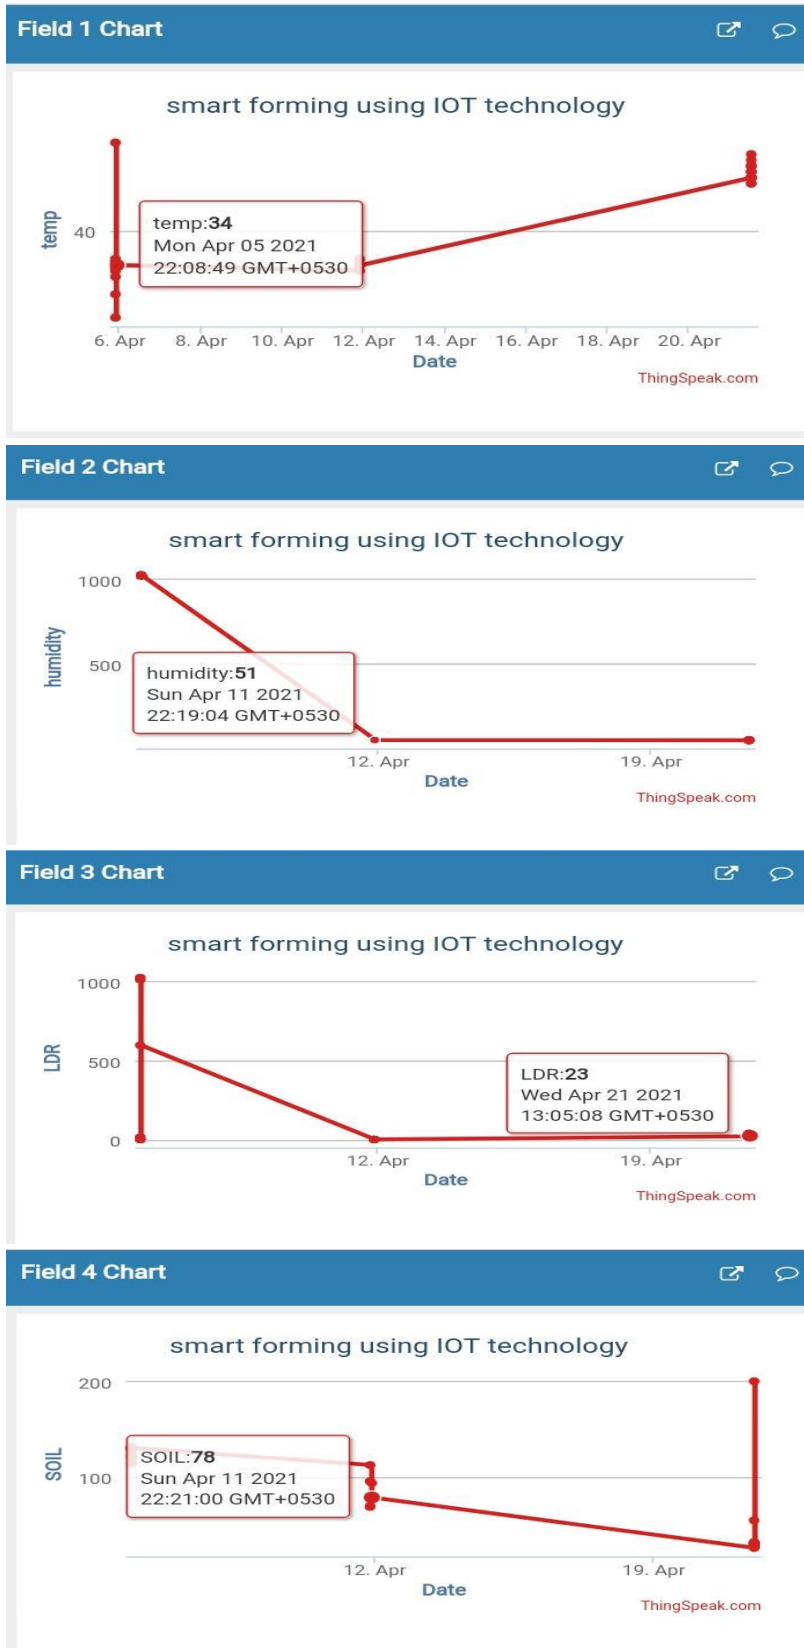 Field 1 Chart
smart forming using IOT technology
temp
40
temp:34
Mon Apr 05 2021
22:08:49 GMT+0530
6. Apr 8. Apr 10. Apr 12. Apr 14. Apr 16. Apr 18. Apr 20. Apr
Date
ThingSpeak.com
Field 2 Chart
smart forming using IOT technology
humidity
1000
500
humidity:51
Sun Apr 11 2021
22:19:04 GMT+0530
12. Apr 19. Apr
Date
ThingSpeak.com
Field 3 Chart
smart forming using IOT technology
LDR
1000
500
0
LDR:23
Wed Apr 21 2021
13:05:08 GMT+0530
12. Apr 19. Apr
Date
ThingSpeak.com
Field 4 Chart
smart forming using IOT technology
SOIL
200
100
SOIL:78
Sun Apr 11 2021
22:21:00 GMT+0530
12. Apr 19. Apr
Date
ThingSpeak.com